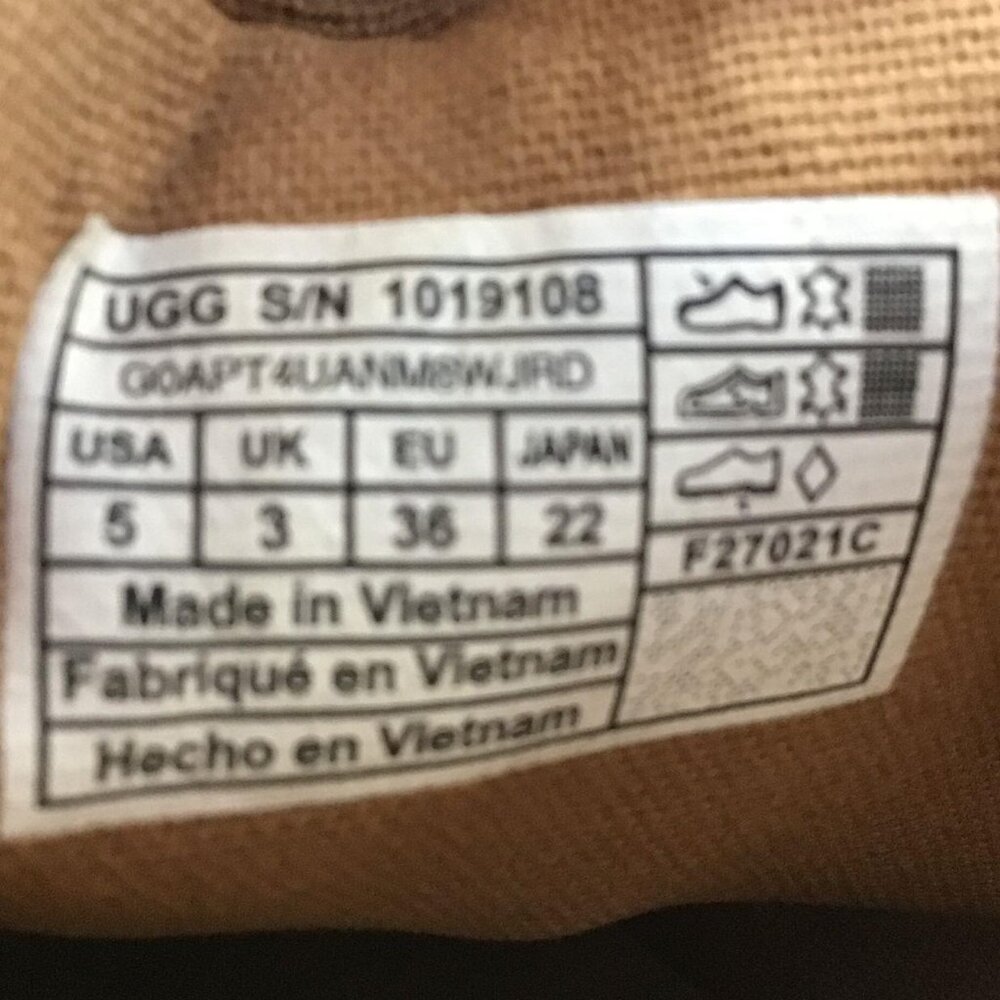 UGG S/N 1019108
G0APT4UANM8WJRD
USA UK EU JAPAN
5 3 36 22
Made in Vietnam
Fabriqué en Vietnam
Hecho en Vietnam
F27021C